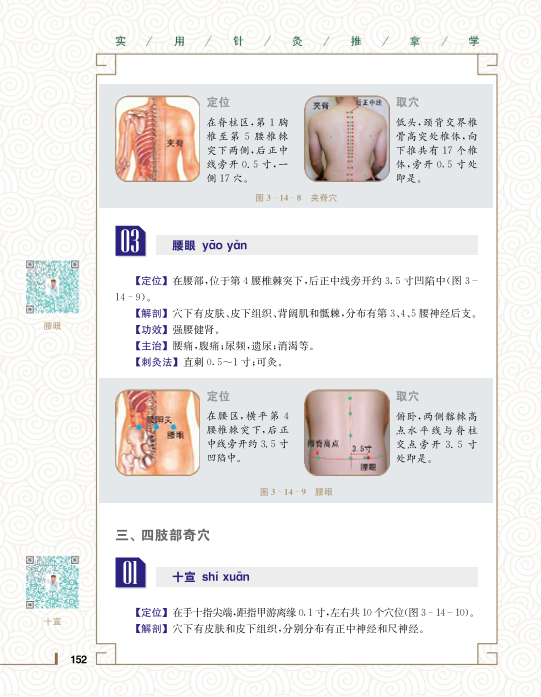 实 / 用 / 针 / 灸 / 推 / 拿 / 学
定位
在脊柱区，第 1 胸
椎至第 5 腰椎棘
突下两侧，后正中
线旁开 0.5 寸，一
侧 17 穴。
夹脊
夹脊
后正中线
取穴
低头，颈背交界椎
骨高突处椎体，向
下推共有 17 个椎
体，旁开 0.5 寸处
即是。
图 3-14-8 夹脊穴
03 腰眼 yāo yǎn
腰眼
【定位】在腰部，位于第 4 腰椎棘突下，后正中线旁开约 3.5 寸凹陷中（图 3-
14-9）。
【解剖】穴下有皮肤、皮下组织、背阔肌和髂棘，分布有第 3、4、5 腰神经后支。
【功效】强腰健肾。
【主治】腰痛，腹痛；尿频，遗尿；消渴等。
【刺灸法】直刺 0.5～1 寸；可灸。
腰阳关
腰眼
定位
在腰区，横平第 4
腰椎棘突下，后正
中线旁开约 3.5 寸
凹陷中。
髂脊高点
3.5寸
腰眼
取穴
俯卧，两侧髂棘高
点水平线与脊柱
交点旁开 3.5 寸
处即是。
图 3-14-9 腰眼
三、四肢部奇穴
01 十宣 shí xuān
十宣
【定位】在手十指尖端，距指甲游离缘 0.1 寸，左右共 10 个穴位（图 3-14-10）。
【解剖】穴下有皮肤和皮下组织，分别分布有正中神经和尺神经。
152